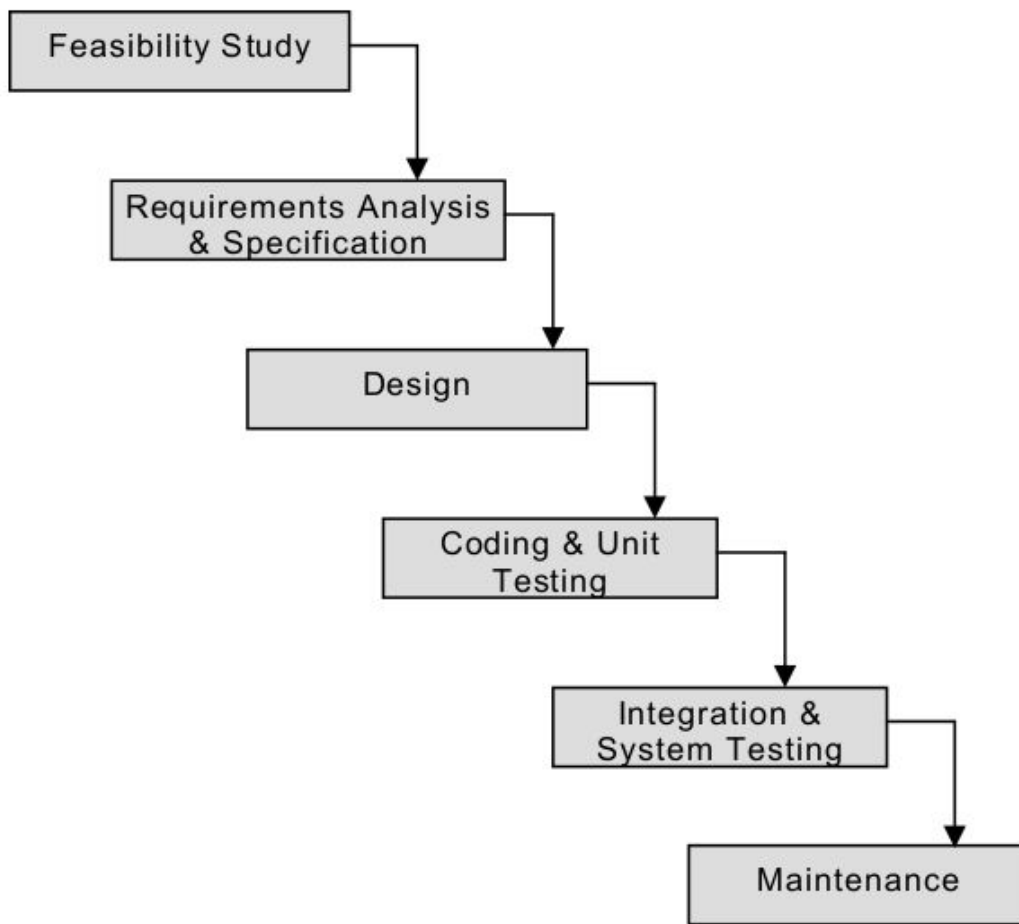 Feasibility Study
Requirements Analysis
& Specification
Design
Coding & Unit
Testing
Integration &
System Testing
Maintenance